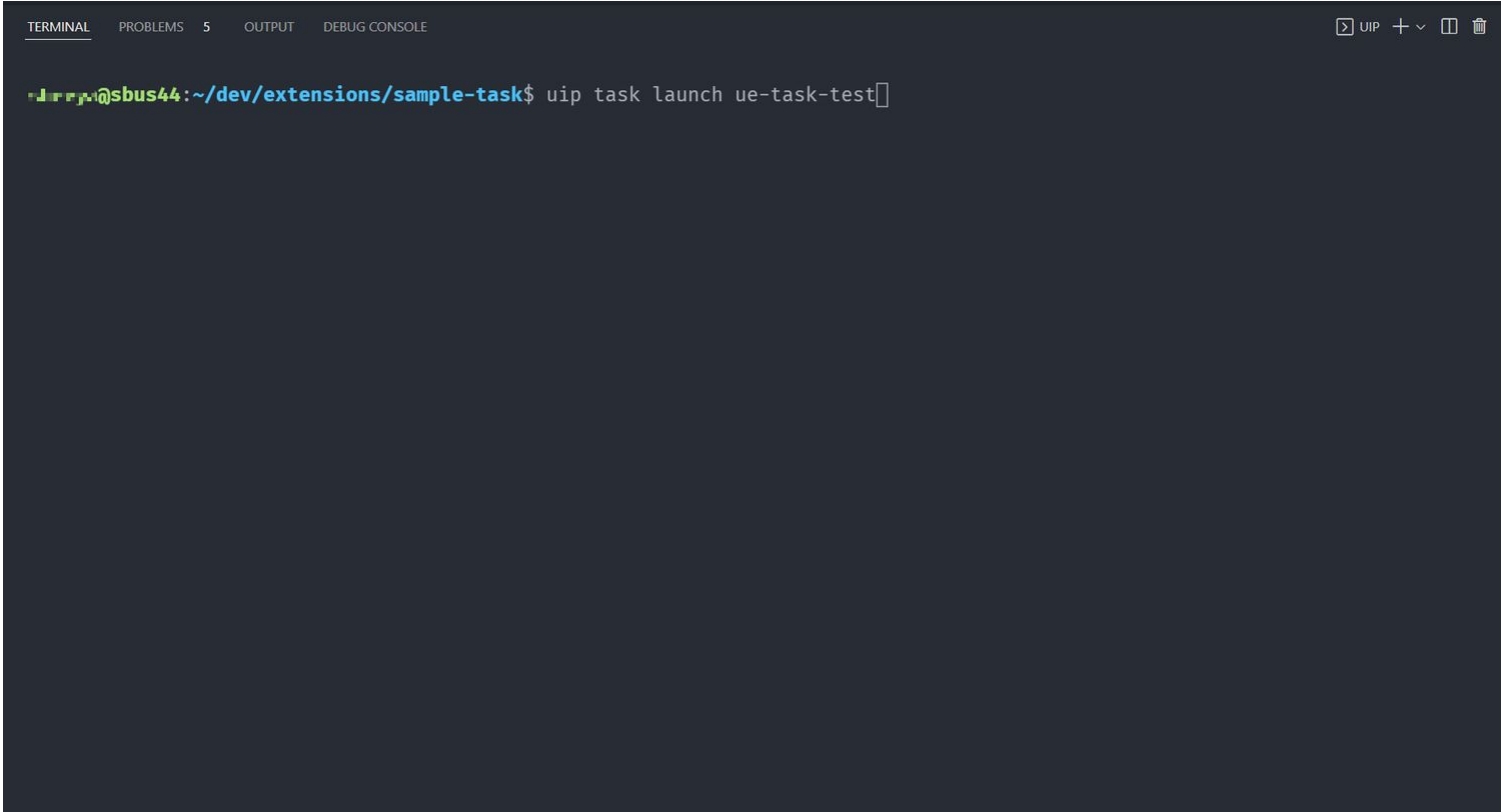 TERMINAL PROBLEMS 5 OUTPUT DEBUG CONSOLE UIP
@sbus44:~/dev/extensions/sample-task$ uip task launch ue-task-test